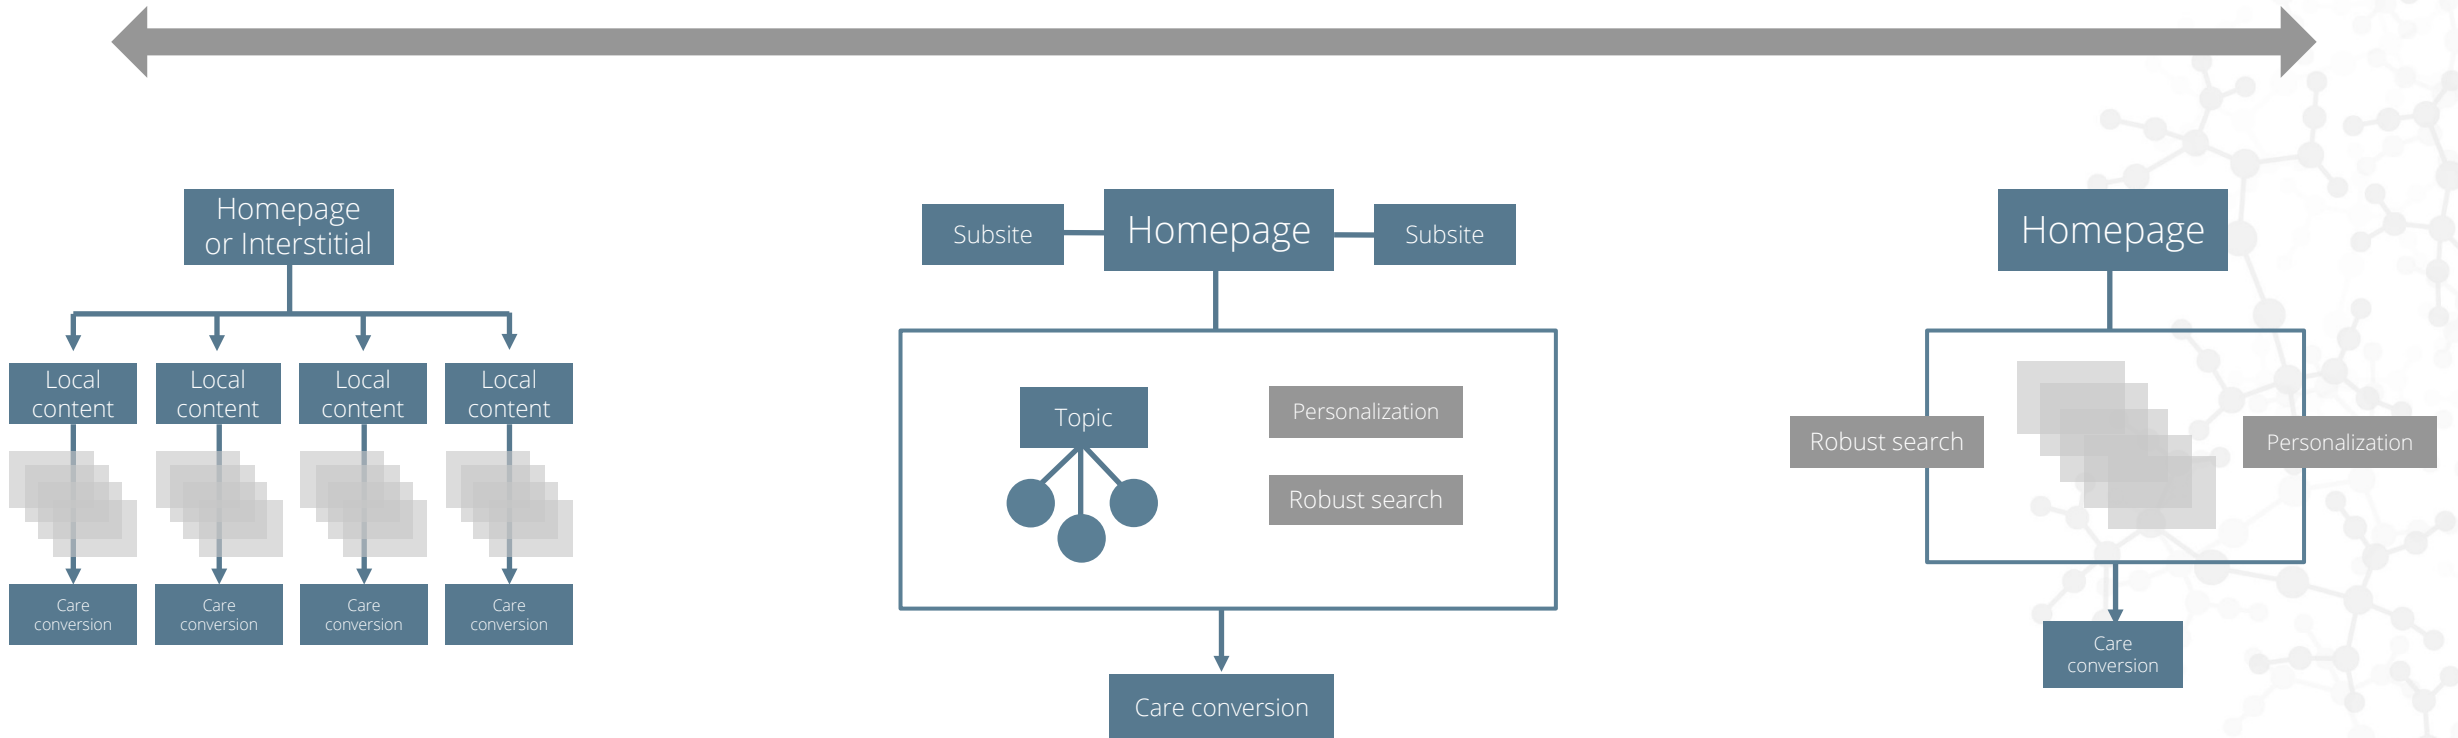 Homepage
or Interstitial
Local
content
Local
content
Local
content
Local
content
Care
conversion
Care
conversion
Care
conversion
Care
conversion
Subsite
Homepage
Subsite
Topic
Personalization
Robust search
Care conversion
Homepage
Robust search
Personalization
Care
conversion